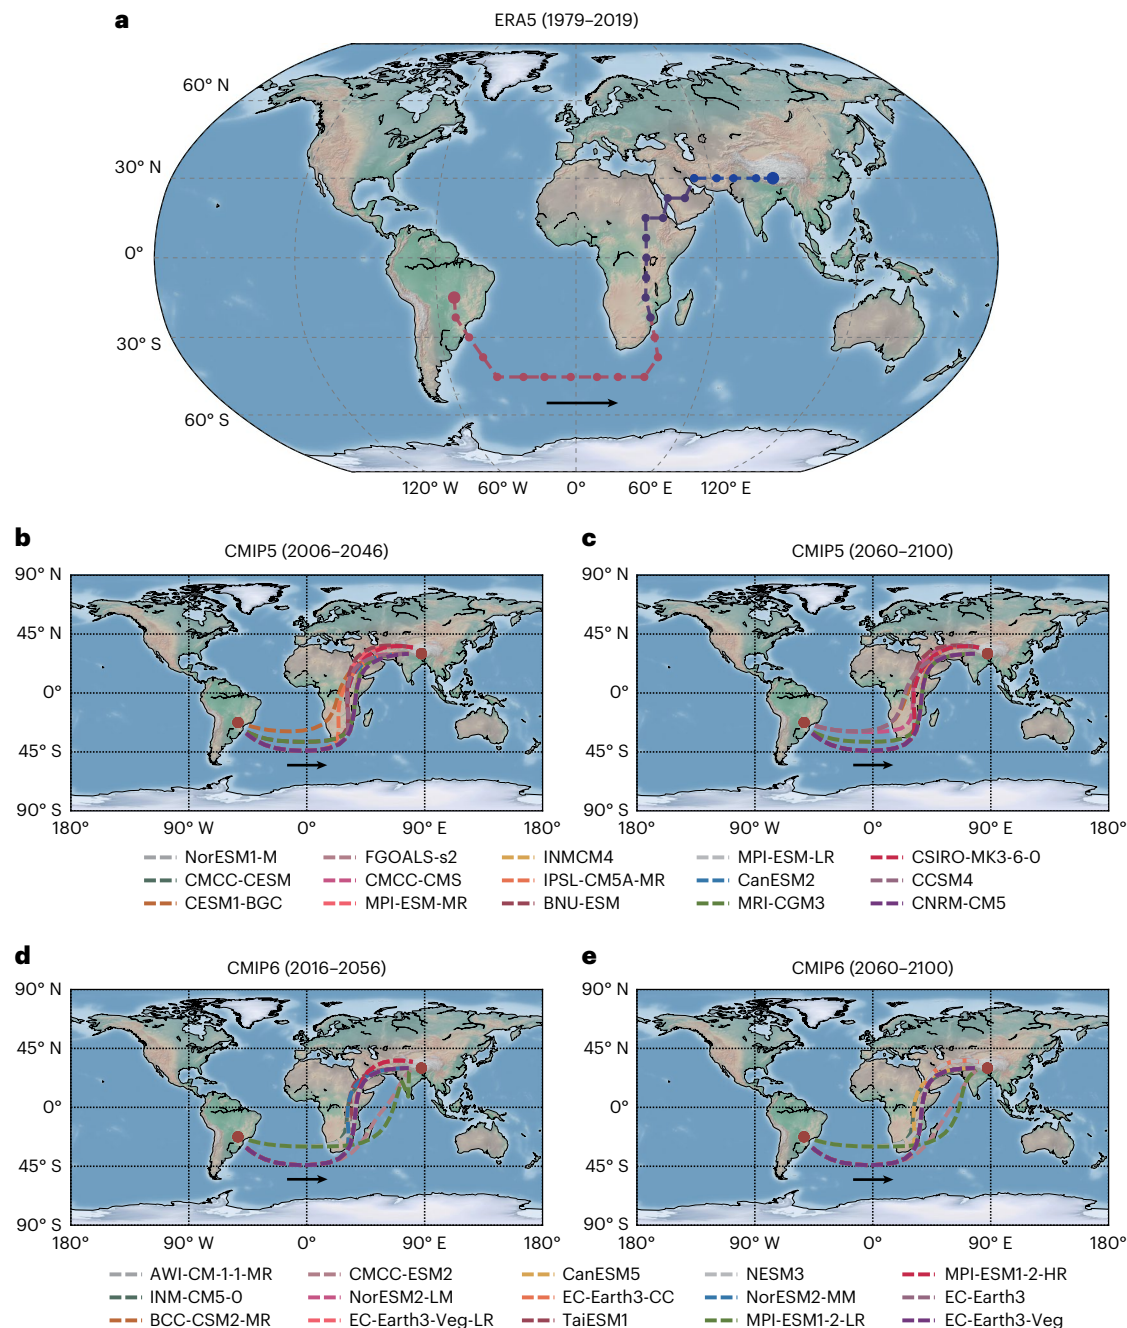 a
ERA5 (1979–2019)
60° N
30° N
0°
30° S
60° S
120° W 60° W 0° 60° E 120° E
b
c
CMIP5 (2006–2046)
CMIP5 (2060–2100)
90° N
45° N
0°
45° S
90° S
180° 90° W 0° 90° E 180°
90° N
45° N
0°
45° S
90° S
180° 90° W 0° 90° E 180°
NorESM1-M FGOALS-s2 INMCM4 MPI-ESM-LR CSIRO-MK3-6-0
CMCC-CESM CMCC-CMS IPSL-CM5A-MR CanESM2 CCSM4
CESM1-BGC MPI-ESM-MR BNU-ESM MRI-CGM3 CNRM-CM5
d
e
CMIP6 (2016–2056)
CMIP6 (2060–2100)
90° N
45° N
0°
45° S
90° S
180° 90° W 0° 90° E 180°
90° N
45° N
0°
45° S
90° S
180° 90° W 0° 90° E 180°
AWI-CM-1-1-MR CMCC-ESM2 CanESM5 NESM3 MPI-ESM1-2-HR
INM-CM5-0 NorESM2-LM EC-Earth3-CC NorESM2-MM EC-Earth3
BCC-CSM2-MR EC-Earth3-Veg-LR TaiESM1 MPI-ESM1-2-LR EC-Earth3-Veg